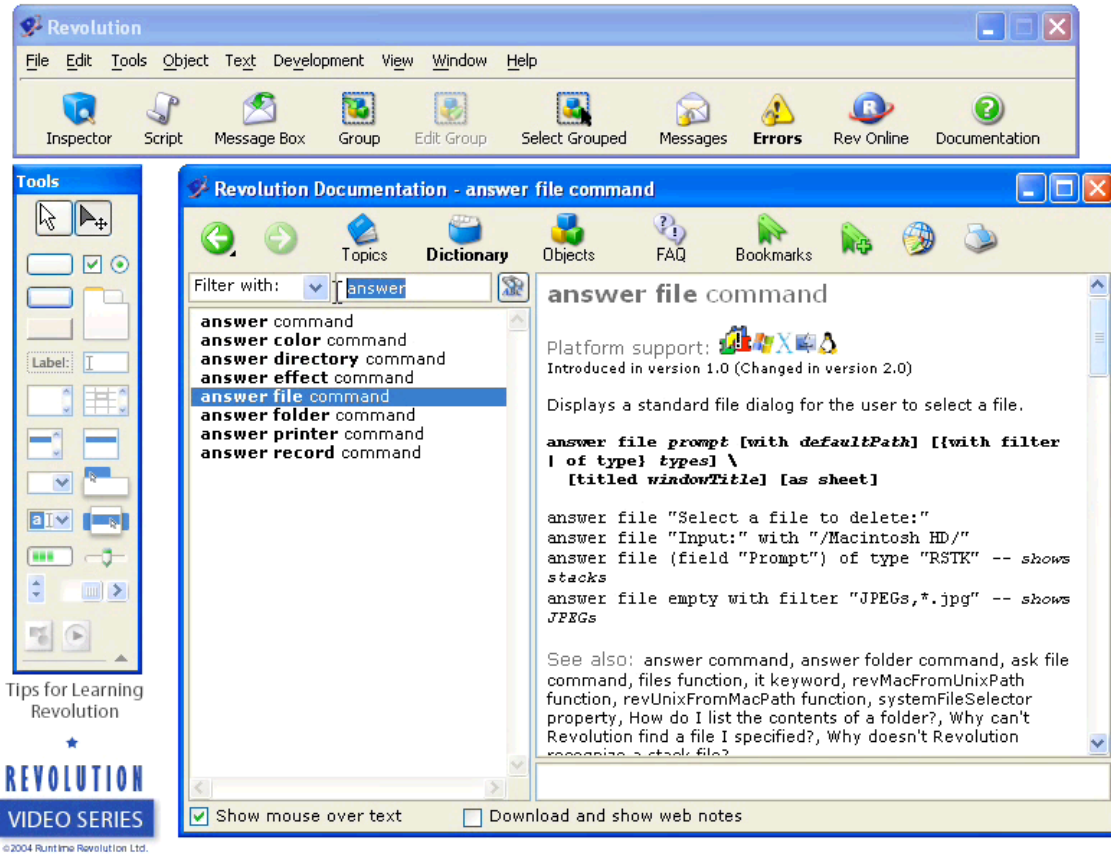 Revolution
File Edit Tools Object Text Development View Window Help
Inspector Script Message Box Group Edit Group Select Grouped Messages Errors Rev Online Documentation
Tools
Label:
Tips for Learning
Revolution
REVOLUTION
VIDEO SERIES
©2004 Runtime Revolution Ltd.
Revolution Documentation - answer file command
Topics Dictionary Objects FAQ Bookmarks
Filter with: answer
answer command
answer color command
answer directory command
answer effect command
answer file command
answer folder command
answer printer command
answer record command
answer file command
Platform support:
Introduced in version 1.0 (Changed in version 2.0)
Displays a standard file dialog for the user to select a file.
answer file prompt [with defaultPath] [{with filter
| of type} types] \
[titled windowTitle] [as sheet]
answer file "Select a file to delete:"
answer file "Input:" with "/Macintosh HD/"
answer file (field "Prompt") of type "RSTK" -- shows
stacks
answer file empty with filter "JPEGs,*.jpg" -- shows
JPEGs
See also: answer command, answer folder command, ask file
command, files function, it keyword, revMacFromUnixPath
function, revUnixFromMacPath function, systemFileSelector
property, How do I list the contents of a folder?, Why can't
Revolution find a file I specified?, Why doesn't Revolution
recognize a stack file?
Show mouse over text Download and show web notes